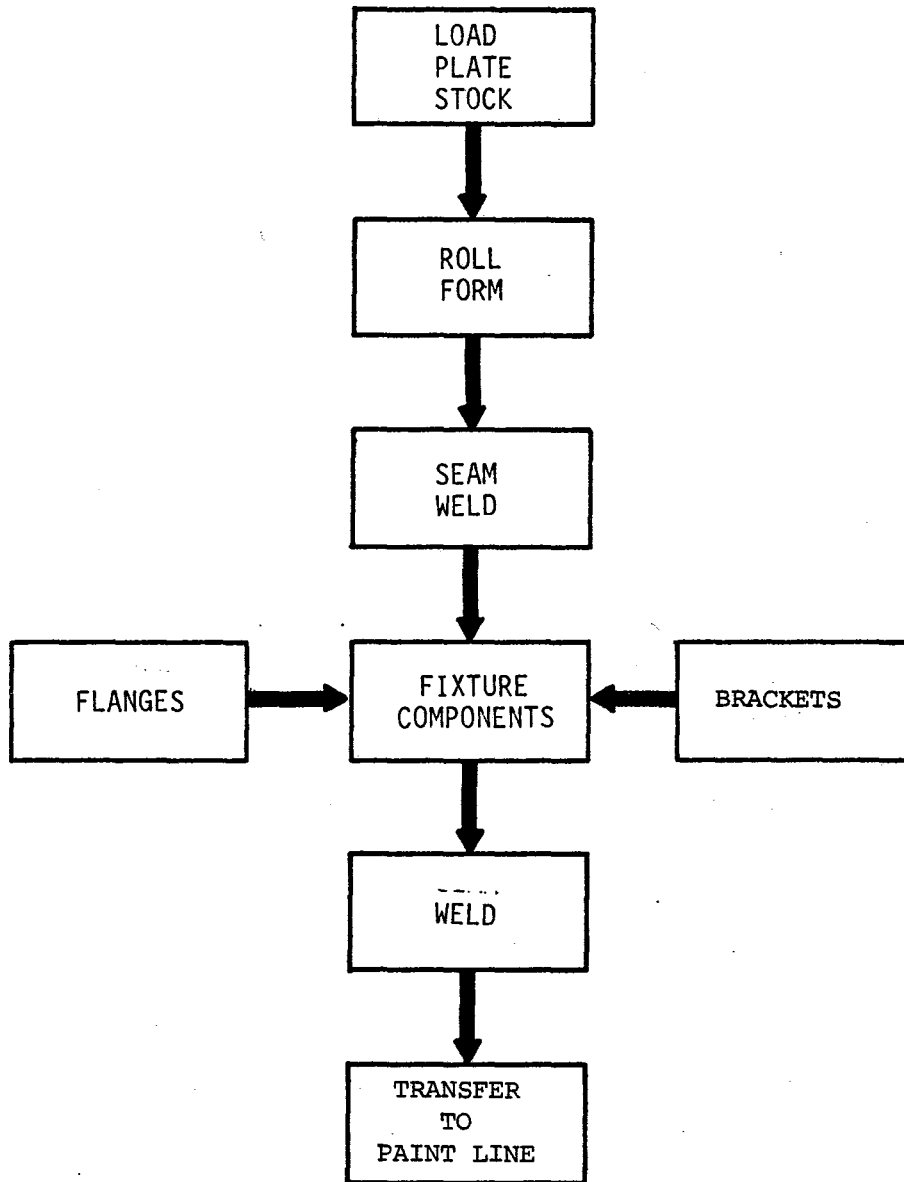 LOAD
PLATE
STOCK
ROLL
FORM
SEAM
WELD
FLANGES
FIXTURE
COMPONENTS
BRACKETS
WELD
TRANSFER
TO
PAINT LINE